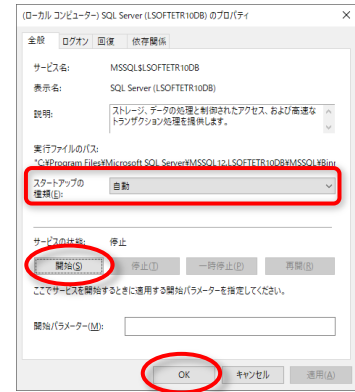 (ローカル コンピューター) SQL Server (LSOFTETR10DB) のプロパティ
全般 ログオン 回復 依存関係
サービス名: MSSQL$LSOFTETR10DB
表示名: SQL Server (LSOFTETR10DB)
説明: ストレージ、データの処理と制御されたアクセス、および高速な
トランザクション処理を提供します。
実行ファイルのパス:
"C:¥Program Files¥Microsoft SQL Server¥MSSQL12.LSOFTETR10DB¥MSSQL¥Binn
スタートアップの
種類(E): 自動
サービスの状態: 停止
開始(S) 停止(T) 一時停止(P) 再開(R)
ここでサービスを開始するときに適用する開始パラメーターを指定してください。
開始パラメーター(M):
OK キャンセル 適用(A)